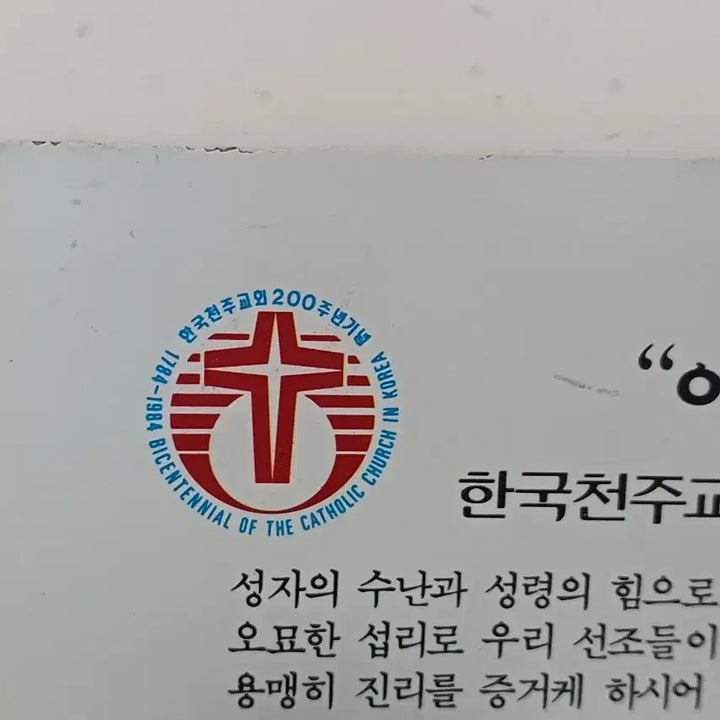 한국천주교회200주년기념
1784-1984 BICENTENNIAL OF THE CATHOLIC CHURCH IN KOREA
“
한국천주교
성자의 수난과 성령의 힘으로
오묘한 섭리로 우리 선조들이
용맹히 진리를 증거케 하시어